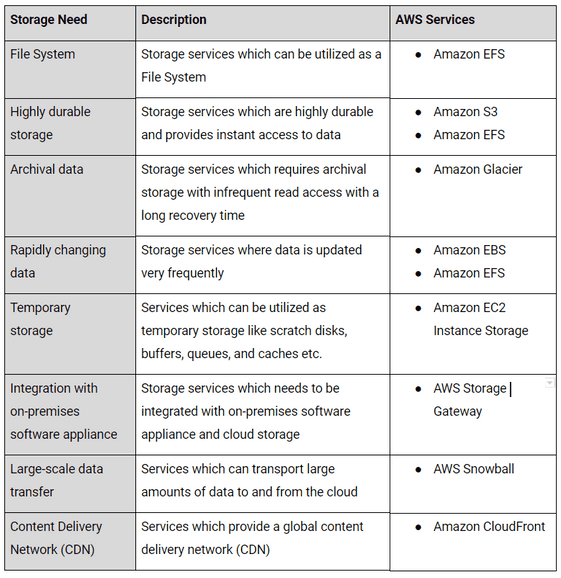 Storage Need Description AWS Services
File System Storage services which can be utilized as a ● Amazon EFS
File System
Highly durable Storage services which are highly durable ● Amazon S3
storage and provides instant access to data ● Amazon EFS
Archival data Storage services which requires archival ● Amazon Glacier
storage with infrequent read access with a
long recovery time
Rapidly changing Storage services where data is updated ● Amazon EBS
data very frequently ● Amazon EFS
Temporary Services which can be utilized as ● Amazon EC2
storage temporary storage like scratch disks, Instance Storage
buffers, queues, and caches etc.
Integration with Storage services which needs to be ● AWS Storage
on-premises integrated with on-premises software Gateway
software appliance appliance and cloud storage
Large-scale data Services which can transport large ● AWS Snowball
transfer amounts of data to and from the cloud
Content Delivery Services which provide a global content ● Amazon CloudFront
Network (CDN) delivery network (CDN)